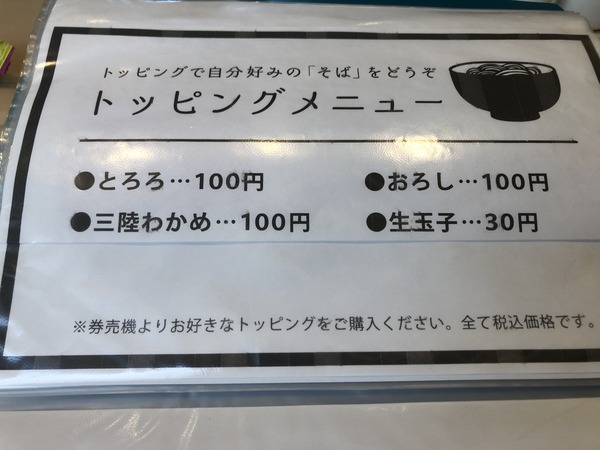 トッピングで自分好みの「そば」をどうぞ
トッピングメニュー
●とろろ…100円 ●おろし…100円
●三陸わかめ…100円 ●生玉子…30円
※券売機よりお好きなトッピングをご購入ください。全て税込価格です。